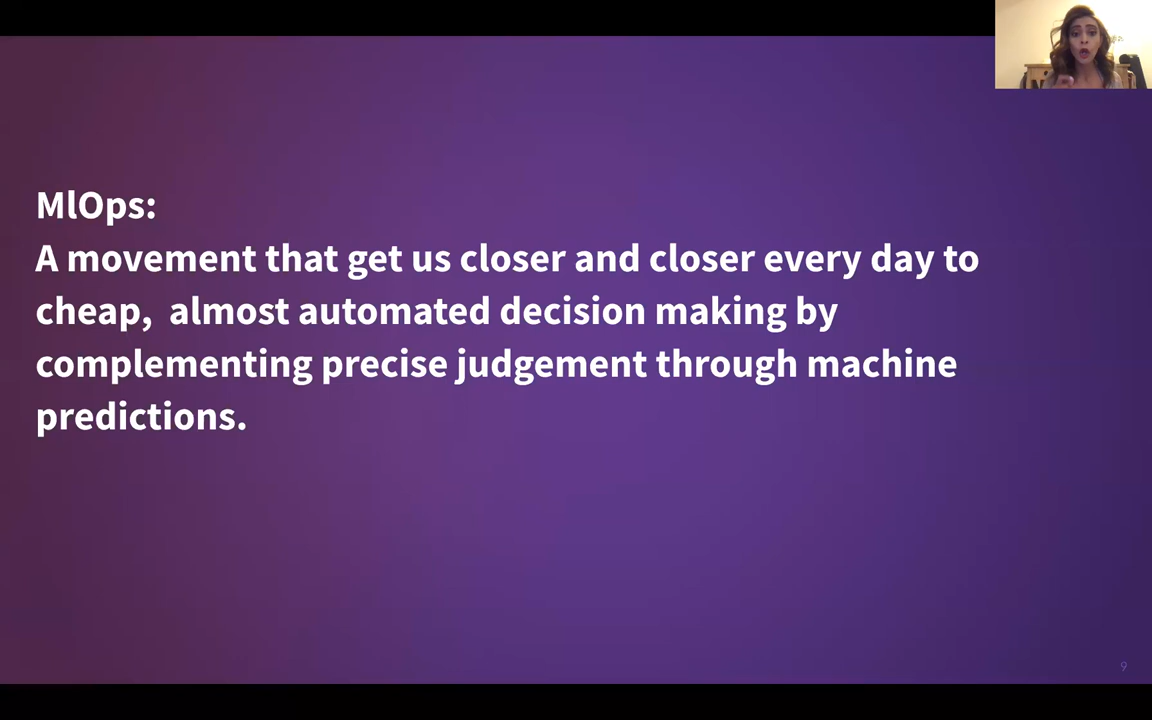 MlOps:
A movement that get us closer and closer every day to
cheap,  almost automated decision making by
complementing precise judgement through machine
predictions.
9